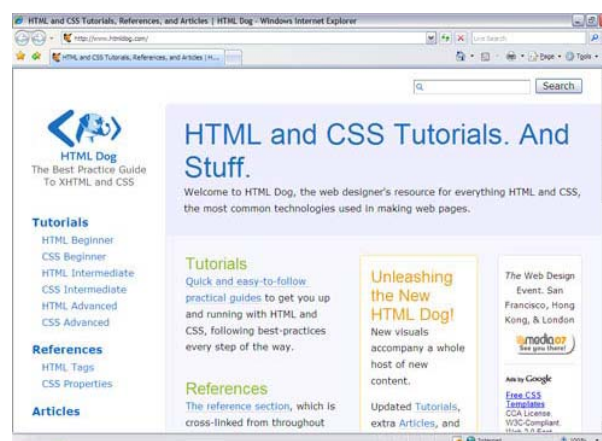 HTML and CSS Tutorials, References, and Articles | HTML Dog - Windows Internet Explorer
http://www.htmldog.com/
Live Search
HTML and CSS Tutorials, References, and Articles | H...
Page
Tools
Search
HTML Dog
The Best Practice Guide
To XHTML and CSS
Tutorials
HTML Beginner
CSS Beginner
HTML Intermediate
CSS Intermediate
HTML Advanced
CSS Advanced
References
HTML Tags
CSS Properties
Articles
HTML and CSS Tutorials. And
Stuff.
Welcome to HTML Dog, the web designer's resource for everything HTML and CSS,
the most common technologies used in making web pages.
Tutorials
Quick and easy-to-follow
practical guides to get you up
and running with HTML and
CSS, following best-practices
every step of the way.
References
The reference section, which is
cross-linked from throughout
Unleashing
the New
HTML Dog!
New visuals
accompany a whole
host of new
content.
Updated Tutorials,
extra Articles, and
The Web Design
Event. San
Francisco, Hong
Kong, & London
@media 07
See you there!
Ads by Google
Free CSS
Templates
CCA License.
W3C-Compliant.
Internet
100%